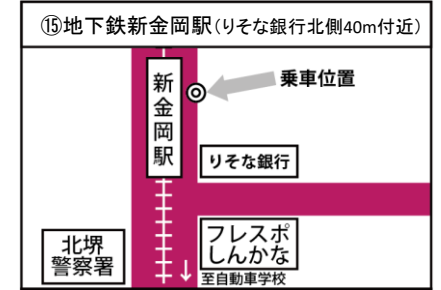 ⑮地下鉄新金岡駅(りそな銀行北側40m付近)
新金岡駅
乗車位置
りそな銀行
フレスポ
しんかな
北堺
警察署
至自動車学校